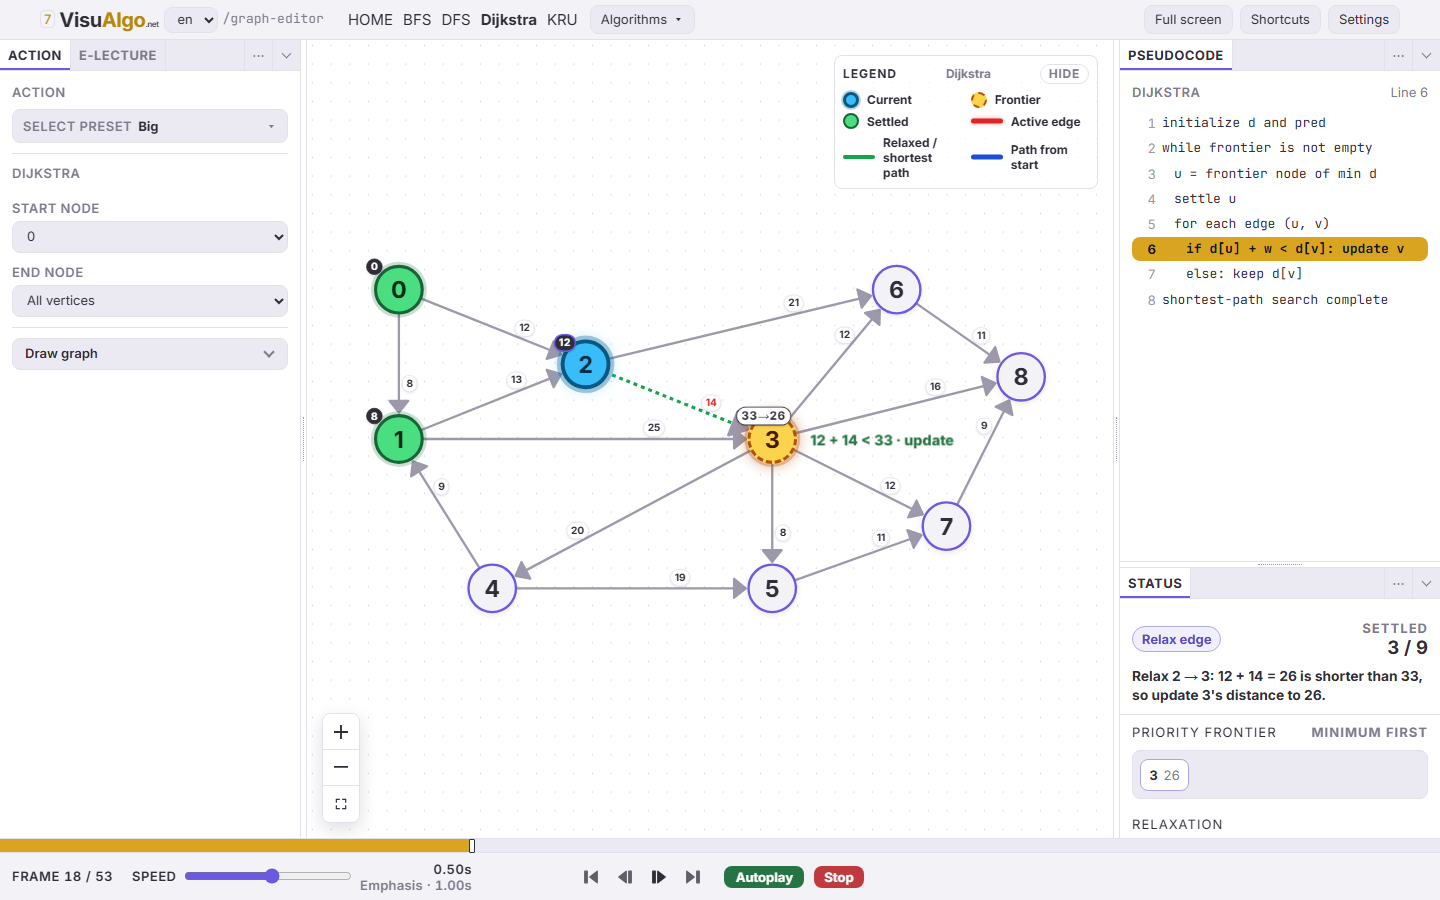 7 VisuAlgo.net en /graph-editor HOME BFS DFS Dijkstra KRU Algorithms Full screen Shortcuts Settings
ACTION E-LECTURE
ACTION
SELECT PRESET Big
DIJKSTRA
START NODE
0
END NODE
All vertices
Draw graph
LEGEND Dijkstra HIDE
Current Frontier
Settled Active edge
Relaxed /
shortest
path
Path from
start
0
0
12
21
6
12
11
12
2
8
13
14
16
8
8
1
25
33→26
3
12 + 14 < 33 · update
9
9
12
20
8
11
7
4
19
5
PSEUDOCODE
DIJKSTRA Line 6
1 initialize d and pred
2 while frontier is not empty
3 u = frontier node of min d
4 settle u
5 for each edge (u, v)
6 if d[u] + w < d[v]: update v
7 else: keep d[v]
8 shortest-path search complete
STATUS
Relax edge SETTLED
3 / 9
Relax 2 → 3: 12 + 14 = 26 is shorter than 33,
so update 3's distance to 26.
PRIORITY FRONTIER MINIMUM FIRST
3 26
RELAXATION
FRAME 18 / 53 SPEED 0.50s
Emphasis · 1.00s
Autoplay Stop